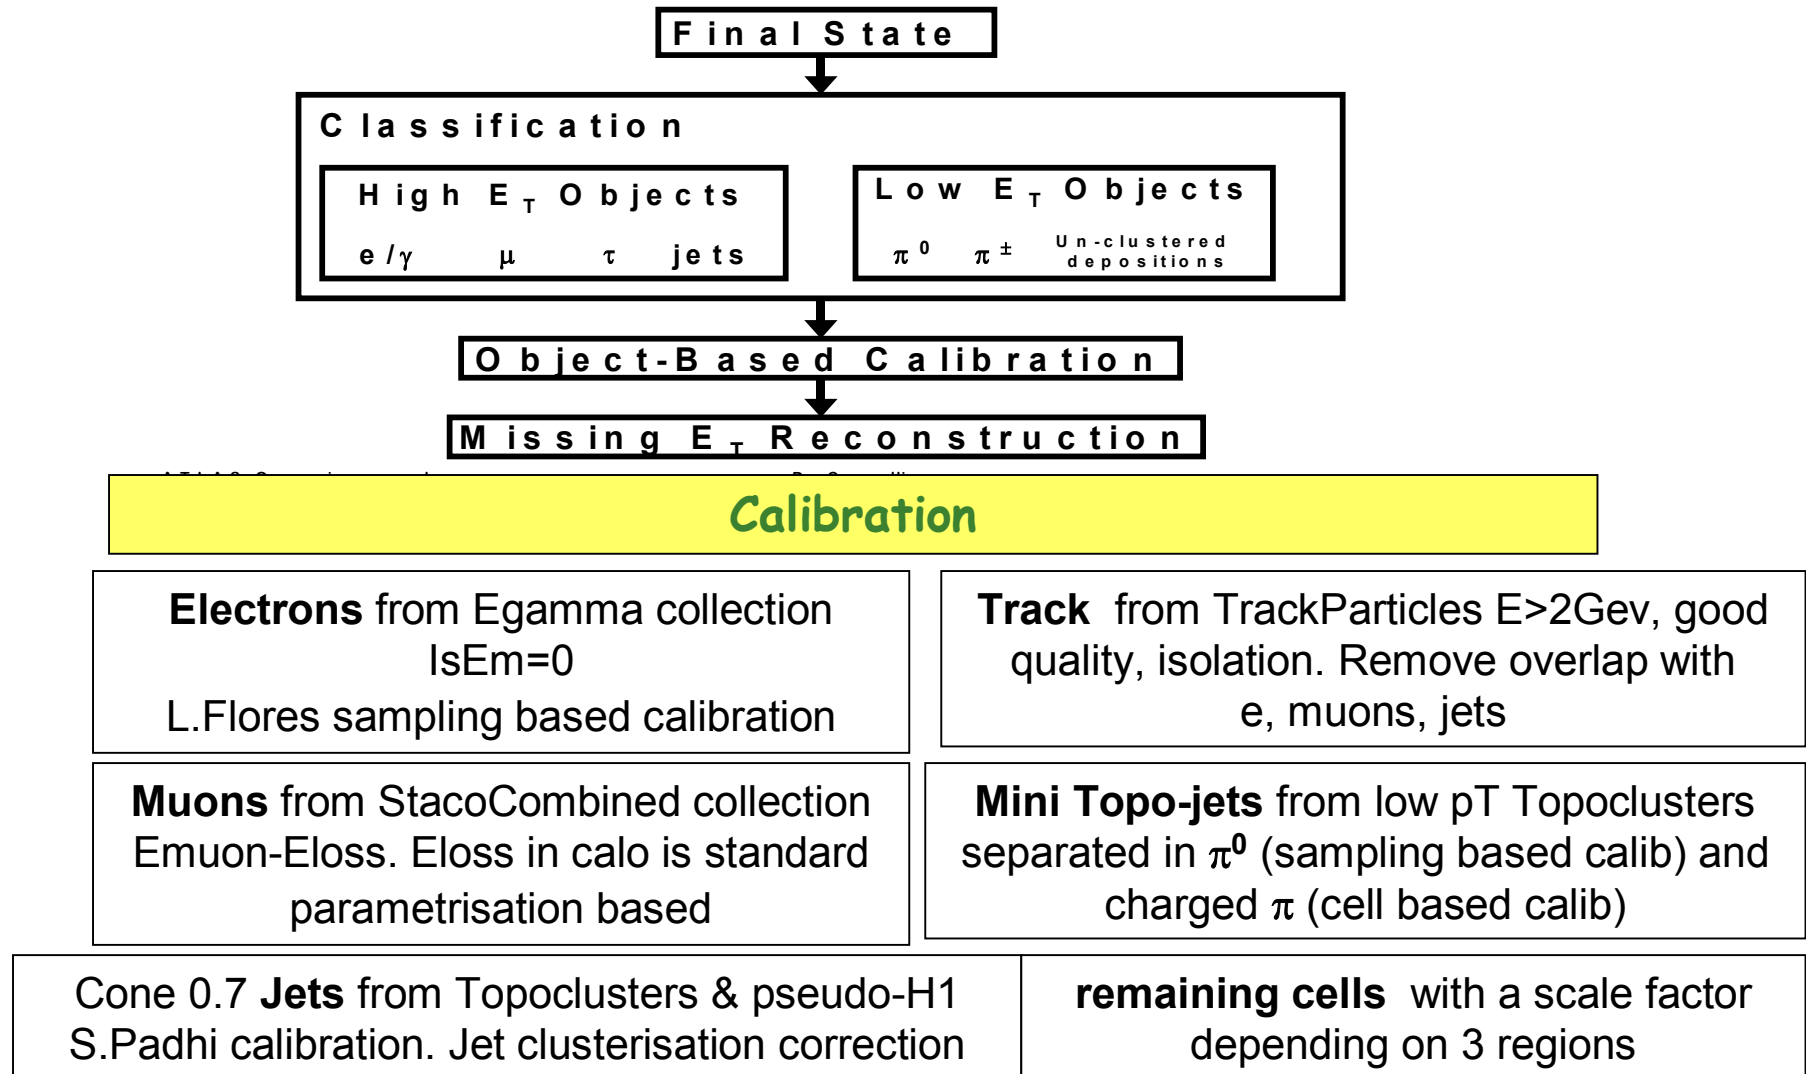 Final State
Classification
High E_T Objects
e/γ μ τ jets
Low E_T Objects
π⁰ π± Un-clustered
depositions
Object-Based Calibration
Missing E_T Reconstruction
Calibration
Electrons from Egamma collection
IsEm=0
L.Flores sampling based calibration
Track from TrackParticles E>2Gev, good
quality, isolation. Remove overlap with
e, muons, jets
Muons from StacoCombined collection
Emuon-Eloss. Eloss in calo is standard
parametrisation based
Mini Topo-jets from low pT Topoclusters
separated in π⁰ (sampling based calib) and
charged π (cell based calib)
Cone 0.7 Jets from Topoclusters & pseudo-H1
S.Padhi calibration. Jet clusterisation correction
remaining cells with a scale factor
depending on 3 regions